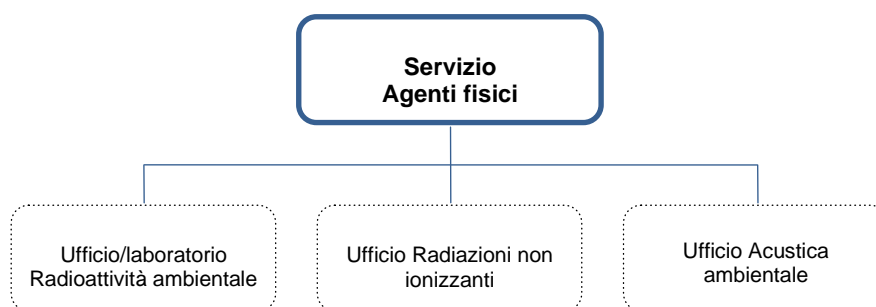 Servizio
Agenti fisici
Ufficio/laboratorio
Radioattività ambientale
Ufficio Radiazioni non
ionizzanti
Ufficio Acustica
ambientale